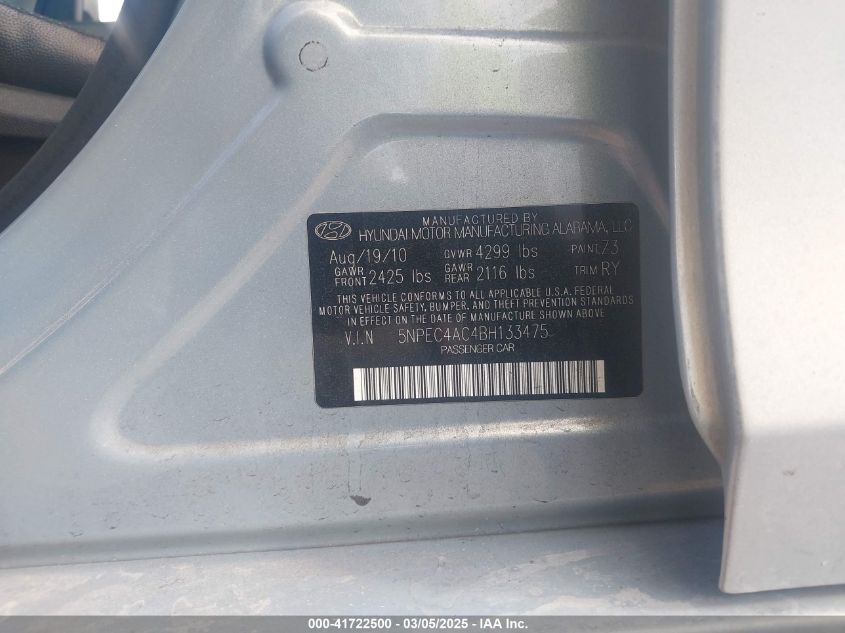 MANUFACTURED BY
HYUNDAI MOTOR MANUFACTURING ALABAMA, LLC
Aug/19/10 GVWR 4299 lbs PAINT Z3
GAWR FRONT 2425 lbs GAWR REAR 2116 lbs TRIM RY
THIS VEHICLE CONFORMS TO ALL APPLICABLE U.S.A. FEDERAL
MOTOR VEHICLE SAFETY, BUMPER, AND THEFT PREVENTION STANDARDS
IN EFFECT ON THE DATE OF MANUFACTURE SHOWN ABOVE.
V.I.N 5NPEC4AC4BH133475
PASSENGER CAR
000-41722500 - 03/05/2025 - IAA Inc.